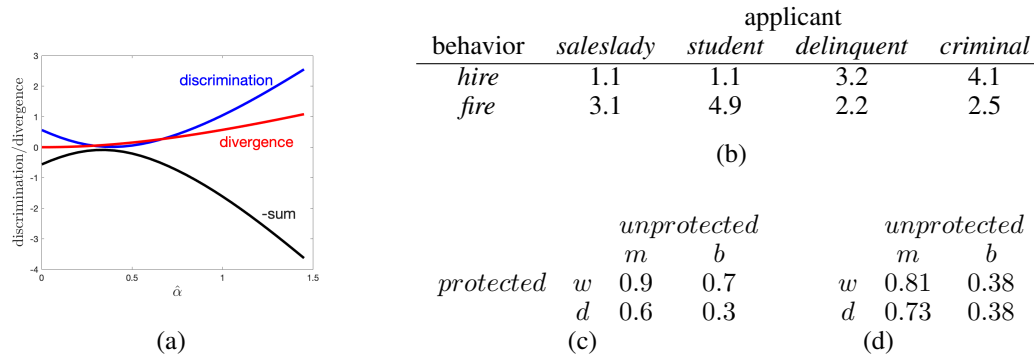 3
2
1
0
-1
-2
-3
-4
discrimination/divergence
discrimination
divergence
-sum
0 0.5 1 1.5
α̂
(a)
applicant
behavior saleslady student delinquent criminal
hire 1.1 1.1 3.2 4.1
fire 3.1 4.9 2.2 2.5
(b)
unprotected
m b
protected w 0.9 0.7
d 0.6 0.3
(c)
unprotected
m b
w 0.81 0.38
d 0.73 0.38
(d)